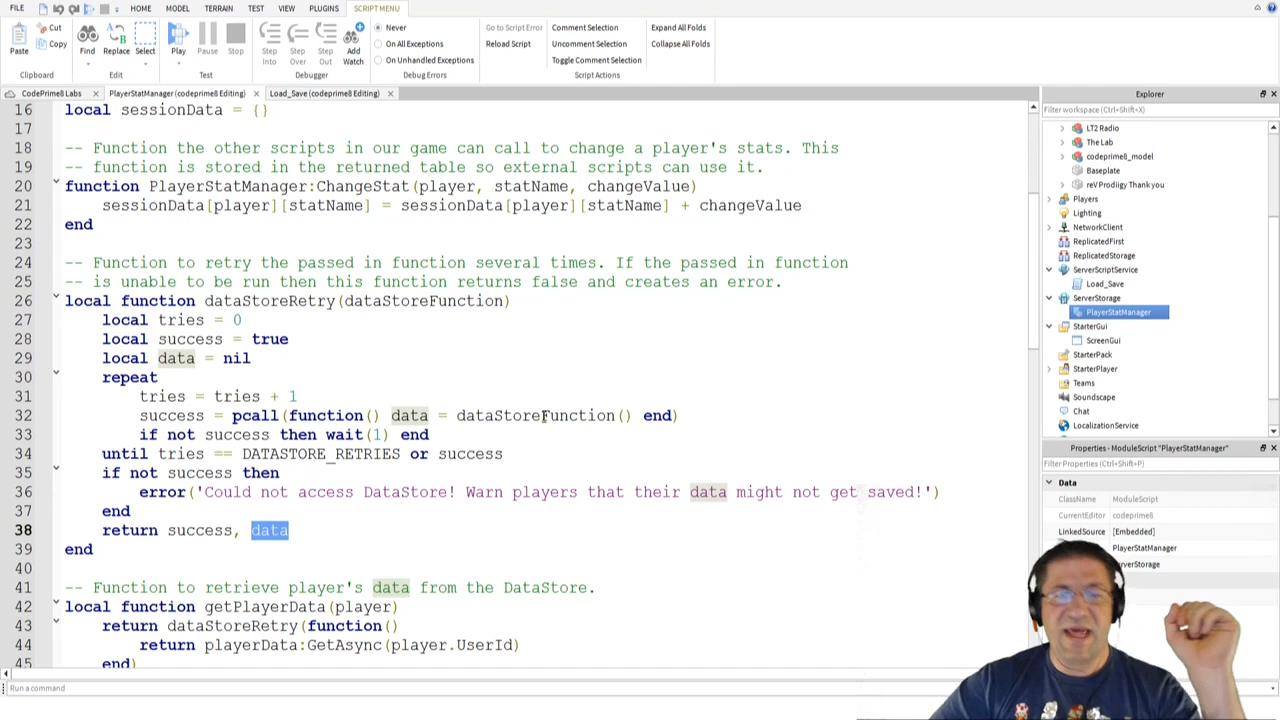 FILE HOME MODEL TERRAIN TEST VIEW PLUGINS SCRIPT MENU
Paste Cut Copy Find Replace Select Play Pause Stop Step Into Step Over Step Out Add Watch
Never
On All Exceptions
On Unhandled Exceptions
Go to Script Error
Reload Script
Comment Selection
Uncomment Selection
Toggle Comment Selection
Expand All Folds
Collapse All Folds
Clipboard Edit Test Debugger Debug Errors Script Actions
CodePrime8 Labs PlayerStatManager (codeprime8 Editing) Load_Save (codeprime8 Editing)
16 local sessionData = {}
17
18 -- Function the other scripts in our game can call to change a player's stats. This
19 -- function is stored in the returned table so external scripts can use it.
20 function PlayerStatManager:ChangeStat(player, statName, changeValue)
21 sessionData[player][statName] = sessionData[player][statName] + changeValue
22 end
23
24 -- Function to retry the passed in function several times. If the passed in function
25 -- is unable to be run then this function returns false and creates an error.
26 local function dataStoreRetry(dataStoreFunction)
27 local tries = 0
28 local success = true
29 local data = nil
30 repeat
31 tries = tries + 1
32 success = pcall(function() data = dataStoreFunction() end)
33 if not success then wait(1) end
34 until tries == DATASTORE_RETRIES or success
35 if not success then
36 error('Could not access DataStore! Warn players that their data might not get saved!')
37 end
38 return success, data
39 end
40
41 -- Function to retrieve player's data from the DataStore.
42 local function getPlayerData(player)
43 return dataStoreRetry(function()
44 return playerData:GetAsync(player.UserId)
45 end)
Run a command
Explorer
Filter workspace (Ctrl+Shift+X)
LT2 Radio
The Lab
codeprime8_model
Baseplate
reV Prodiigy Thank you
Players
Lighting
NetworkClient
ReplicatedFirst
ReplicatedStorage
ServerScriptService
Load_Save
ServerStorage
PlayerStatManager
StarterGui
ScreenGui
StarterPack
StarterPlayer
Teams
Soundscape
Chat
LocalizationService
Properties - ModuleScript "PlayerStatManager"
Filter Properties (Ctrl+Shift+P)
Data
ClassName ModuleScript
CurrentEditor codeprime8
LinkedSource [Embedded]
PlayerStatManager
erverStorage